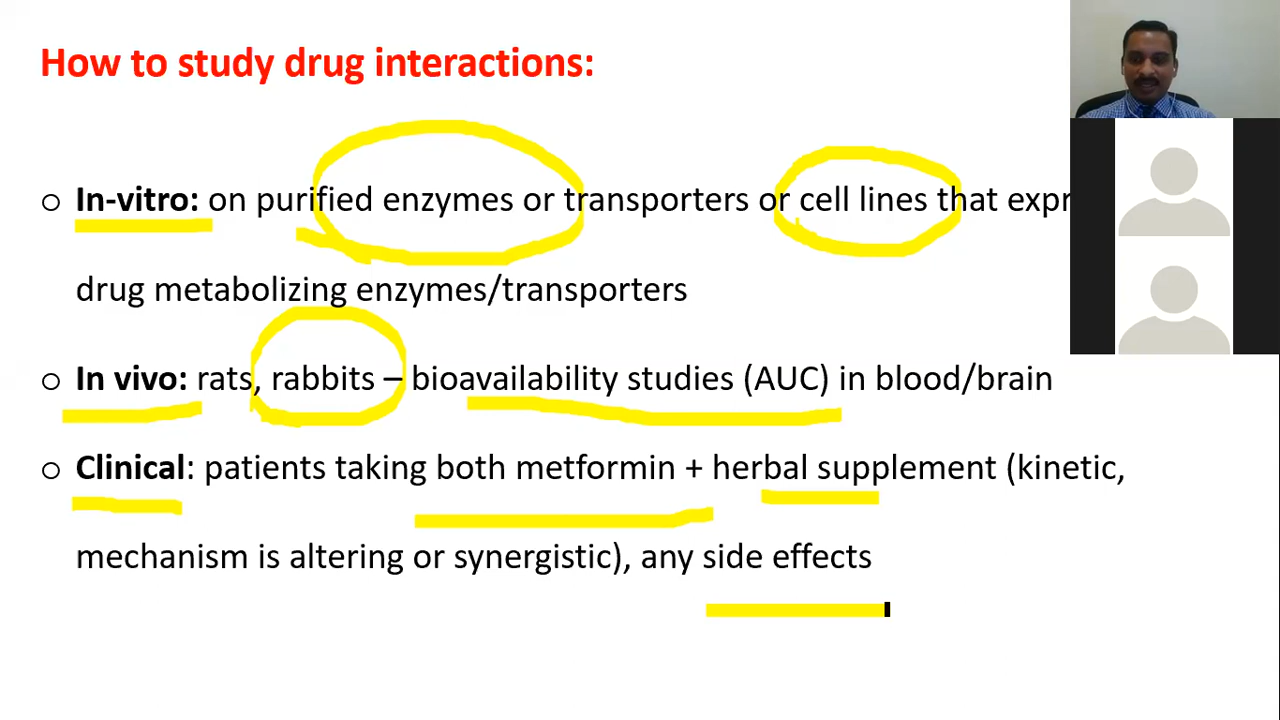 How to study drug interactions:
o In-vitro: on purified enzymes or transporters or cell lines that expr
drug metabolizing enzymes/transporters
o In vivo: rats, rabbits – bioavailability studies (AUC) in blood/brain
o Clinical: patients taking both metformin + herbal supplement (kinetic,
mechanism is altering or synergistic), any side effects